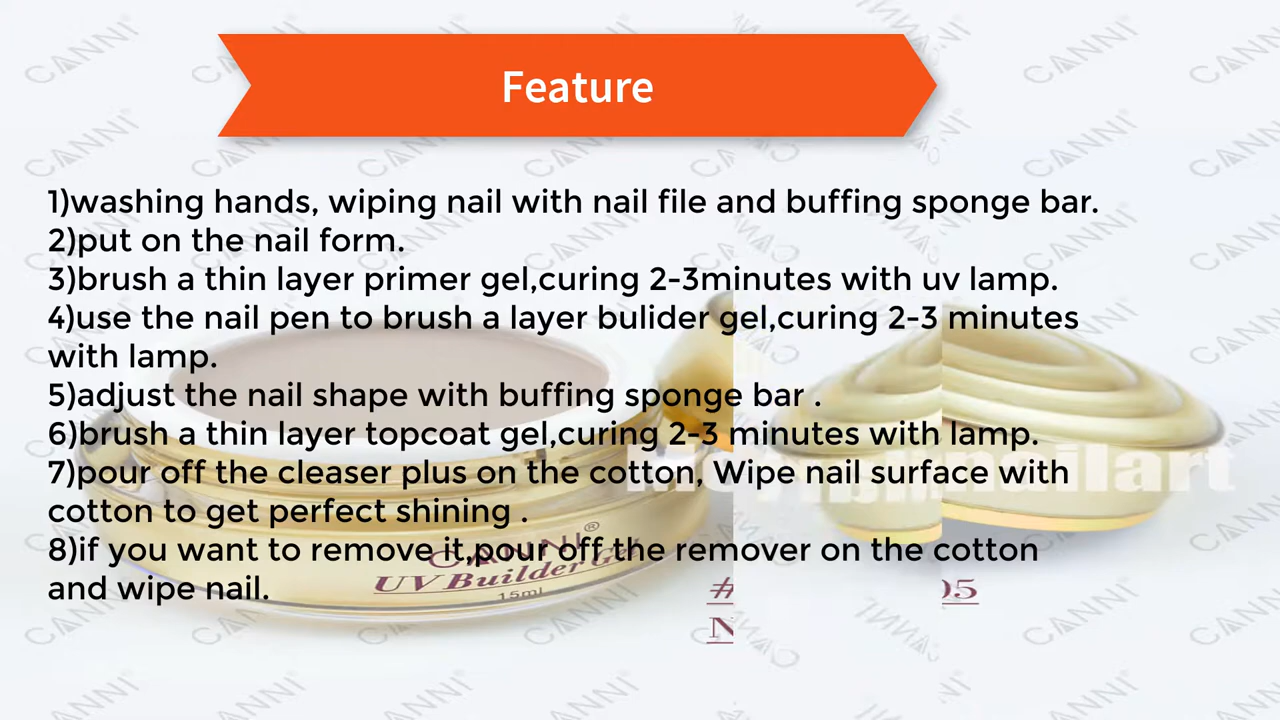 Feature
1)washing hands, wiping nail with nail file and buffing sponge bar.
2)put on the nail form.
3)brush a thin layer primer gel,curing 2-3minutes with uv lamp.
4)use the nail pen to brush a layer bulider gel,curing 2-3 minutes
with lamp.
5)adjust the nail shape with buffing sponge bar .
6)brush a thin layer topcoat gel,curing 2-3 minutes with lamp.
7)pour off the cleaser plus on the cotton, Wipe nail surface with
cotton to get perfect shining .
8)if you want to remove it,pour off the remover on the cotton
and wipe nail.
CANNI®
UV Builder Gel
15ml